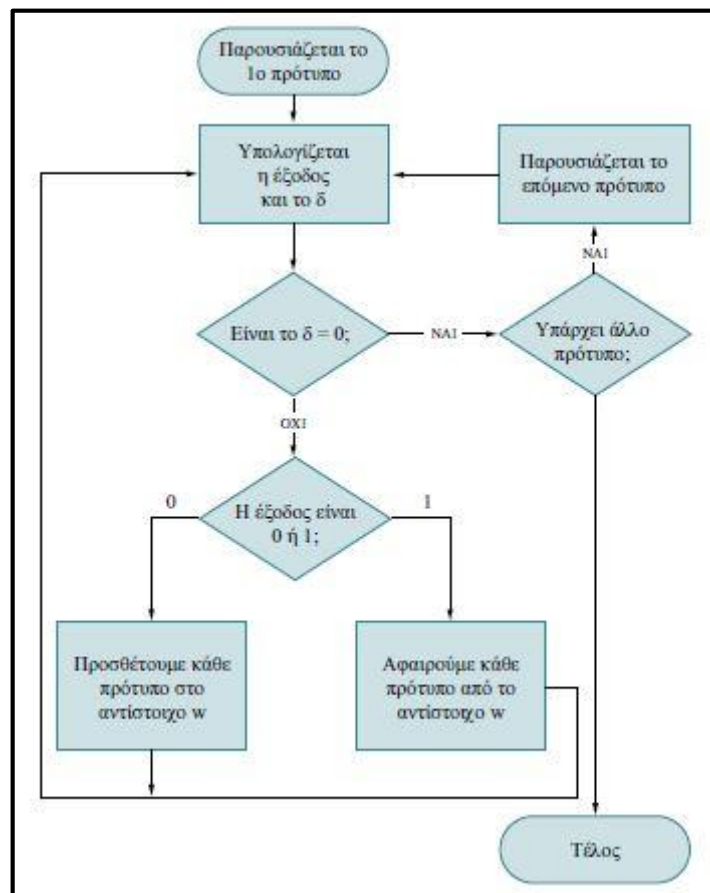 Παρουσιάζεται το
1ο πρότυπο
Υπολογίζεται
η έξοδος
και το δ
Παρουσιάζεται το
επόμενο πρότυπο
ΝΑΙ
Είναι το δ = 0;
ΝΑΙ
Υπάρχει άλλο
πρότυπο;
ΟΧΙ
0
Η έξοδος είναι
0 ή 1;
1
Προσθέτουμε κάθε
πρότυπο στο
αντίστοιχο w
Αφαιρούμε κάθε
πρότυπο από το
αντίστοιχο w
Τέλος